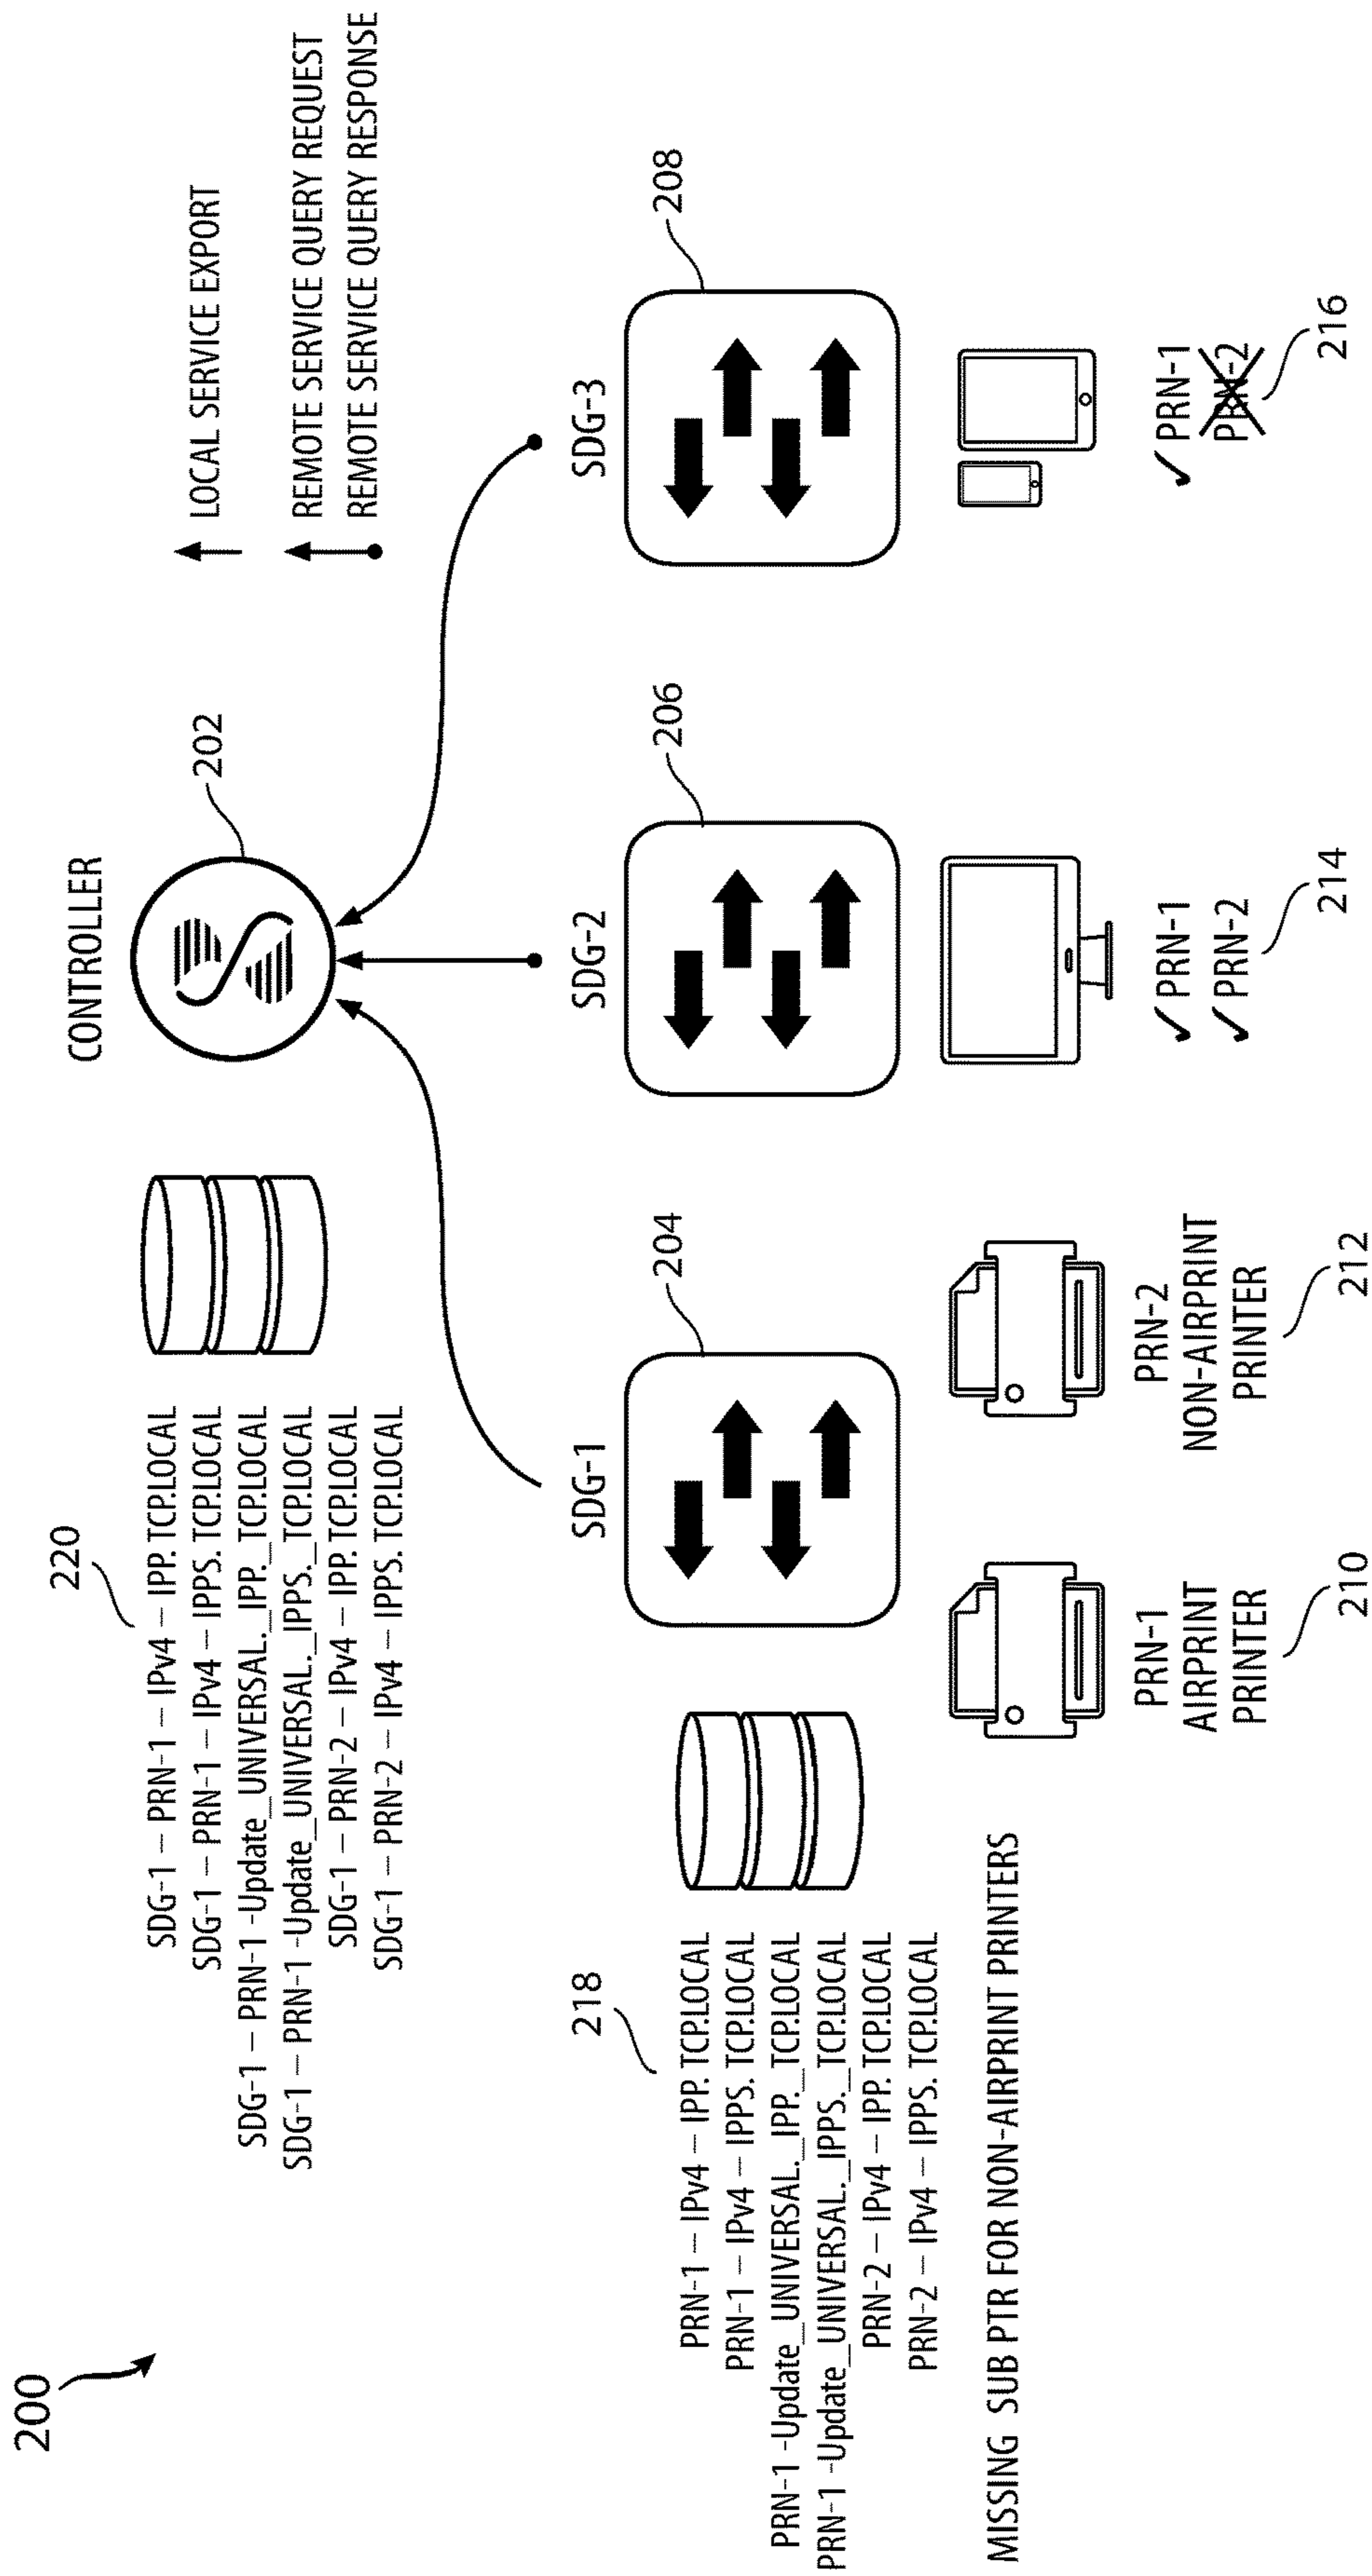 200
220
SDG-1 – PRN-1 – IPv4 – IPP. TCP.LOCAL
SDG-1 – PRN-1 – IPv4 – IPPS. TCP.LOCAL
SDG-1 – PRN-1 -Update_UNIVERSAL._IPP._TCP.LOCAL
SDG-1 – PRN-1 -Update_UNIVERSAL._IPPS._TCP.LOCAL
SDG-1 – PRN-2 – IPv4 – IPP. TCP.LOCAL
SDG-1 – PRN-2 – IPv4 – IPPS. TCP.LOCAL
CONTROLLER
202
LOCAL SERVICE EXPORT
REMOTE SERVICE QUERY REQUEST
REMOTE SERVICE QUERY RESPONSE
218
PRN-1 – IPv4 – IPP. TCP.LOCAL
PRN-1 – IPv4 – IPPS. TCP.LOCAL
PRN-1 -Update_UNIVERSAL._IPP._TCP.LOCAL
PRN-1 -Update_UNIVERSAL._IPPS._TCP.LOCAL
PRN-2 – IPv4 – IPP. TCP.LOCAL
PRN-2 – IPv4 – IPPS. TCP.LOCAL
MISSING SUB PTR FOR NON-AIRPRINT PRINTERS
SDG-1
204
SDG-2
206
SDG-3
208
PRN-1
AIRPRINT
PRINTER
210
PRN-2
NON-AIRPRINT
PRINTER
212
✓ PRN-1
✓ PRN-2
214
✓ PRN-1
PRN-2
216